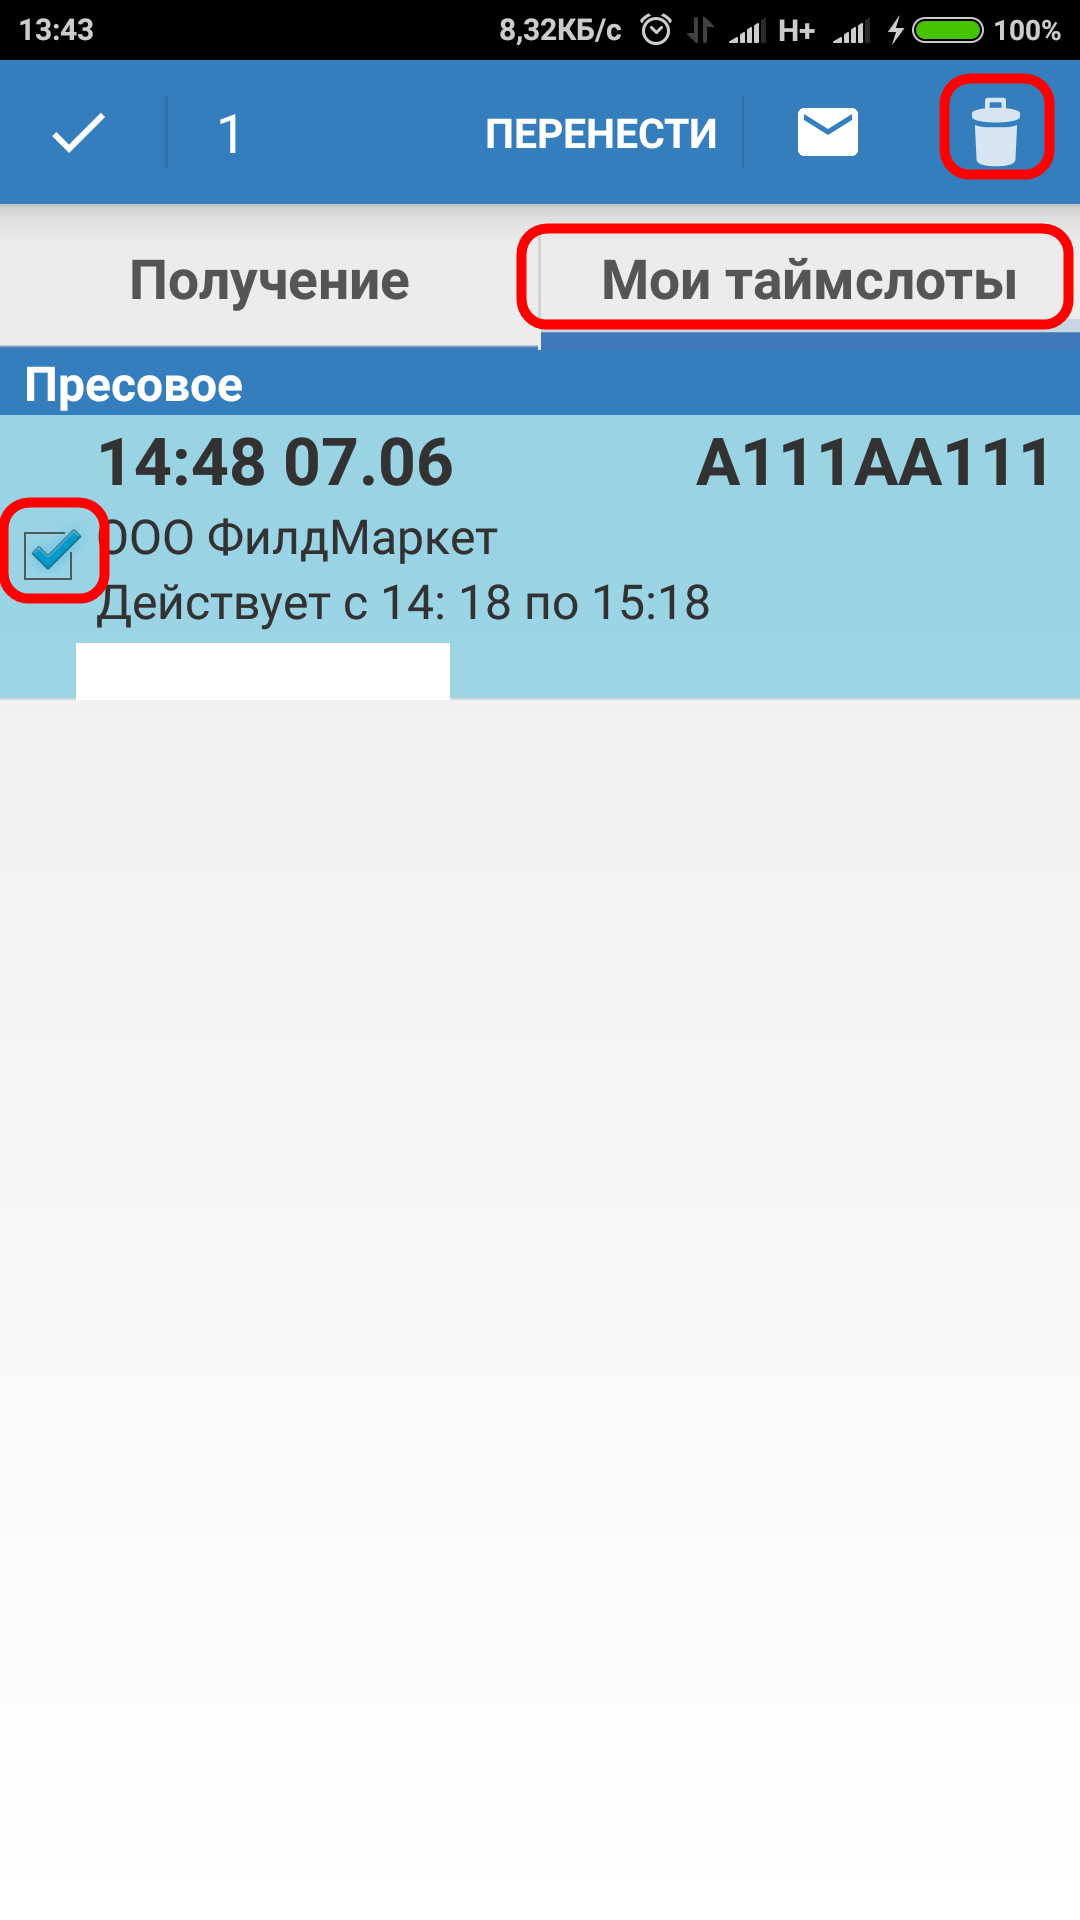 13:43 8,32КБ/с H+ 100%
1 ПЕРЕНЕСТИ
Получение Мои таймслоты
Пресовое
14:48 07.06 А111АА111
ООО ФилдМаркет
Действует с 14: 18 по 15:18